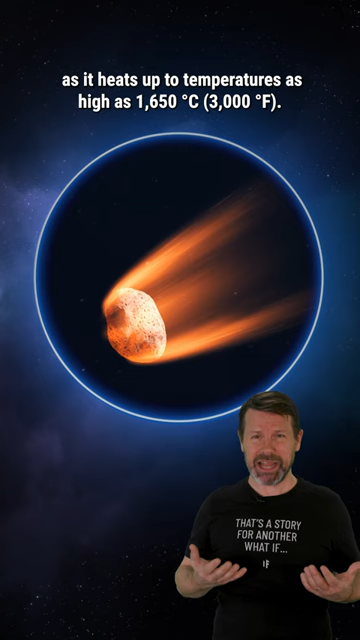 as it heats up to temperatures as
high as 1,650 °C (3,000 °F).
THAT'S A STORY
FOR ANOTHER
WHAT IF...
IF